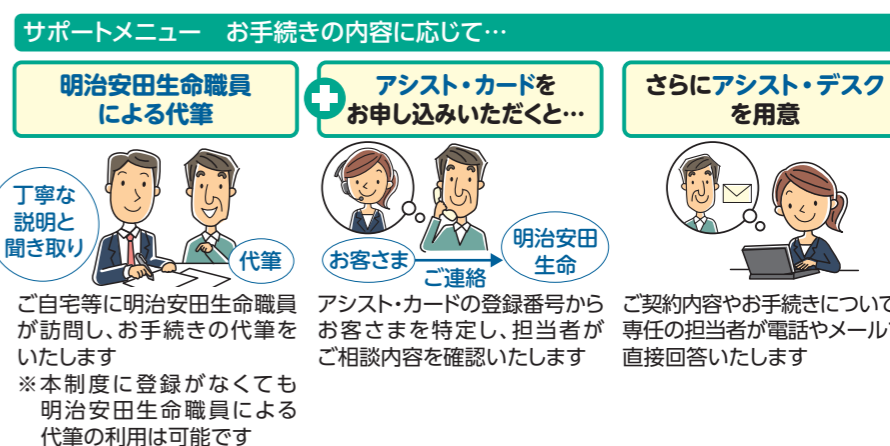 サポートメニュー　お手続きの内容に応じて…
明治安田生命職員
による代筆
アシスト・カードを
お申し込みいただくと…
さらにアシスト・デスク
を用意
丁寧な
説明と
聞き取り
代筆
お客さま
ご連絡
明治安田
生命
ご自宅等に明治安田生命職員
が訪問し、お手続きの代筆を
いたします
※本制度に登録がなくても
明治安田生命職員による
代筆の利用は可能です
アシスト・カードの登録番号から
お客さまを特定し、担当者が
ご相談内容を確認いたします
ご契約内容やお手続きについて
専任の担当者が電話やメールで
直接回答いたします